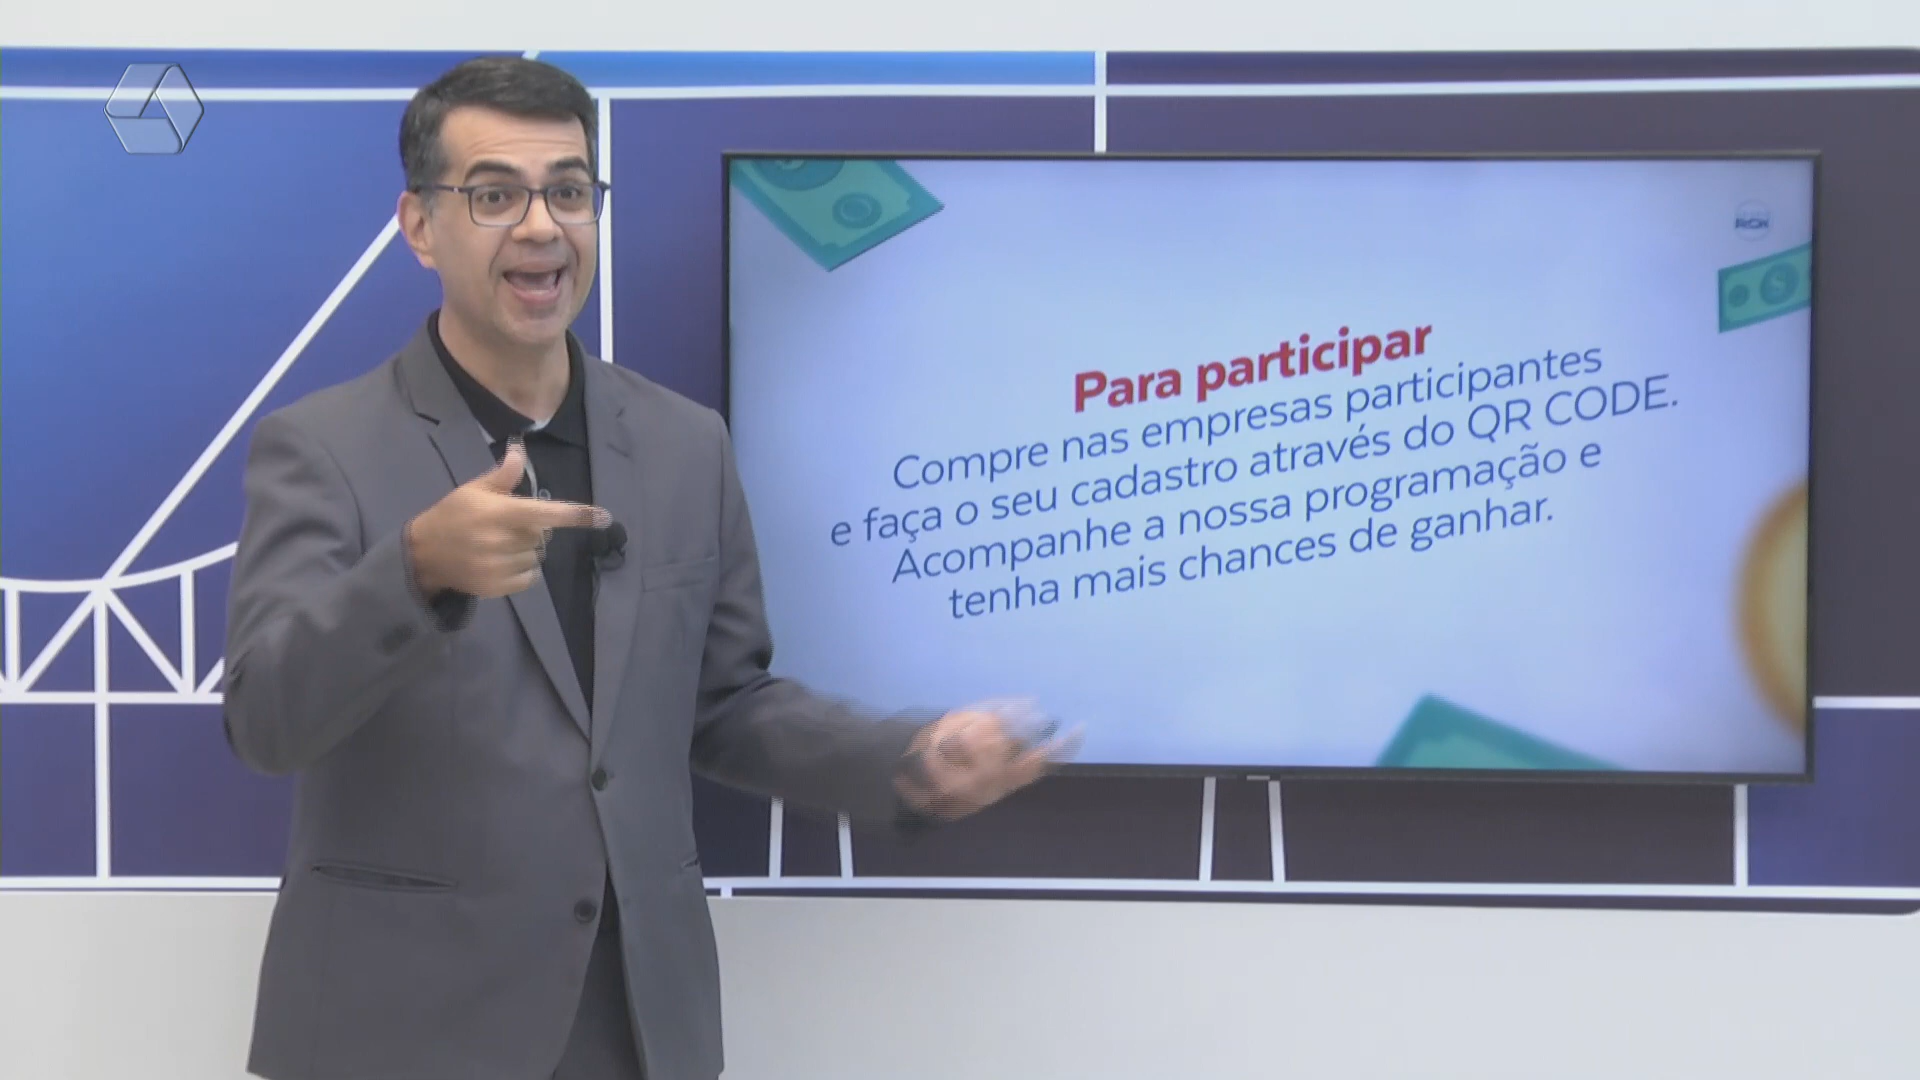 Para participar
Compre nas empresas participantes
e faça o seu cadastro através do QR CODE.
Acompanhe a nossa programação e
tenha mais chances de ganhar.